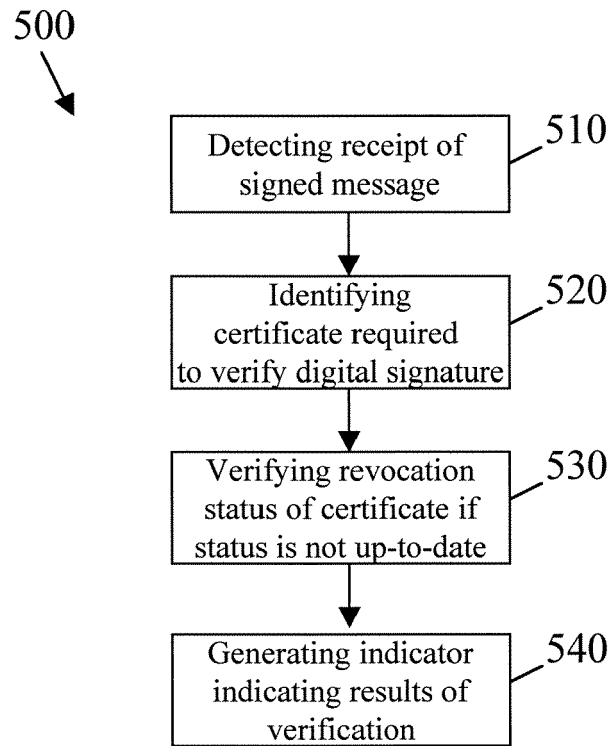 500
510
Detecting receipt of
signed message
520
Identifying
certificate required
to verify digital signature
530
Verifying revocation
status of certificate if
status is not up-to-date
540
Generating indicator
indicating results of
verification